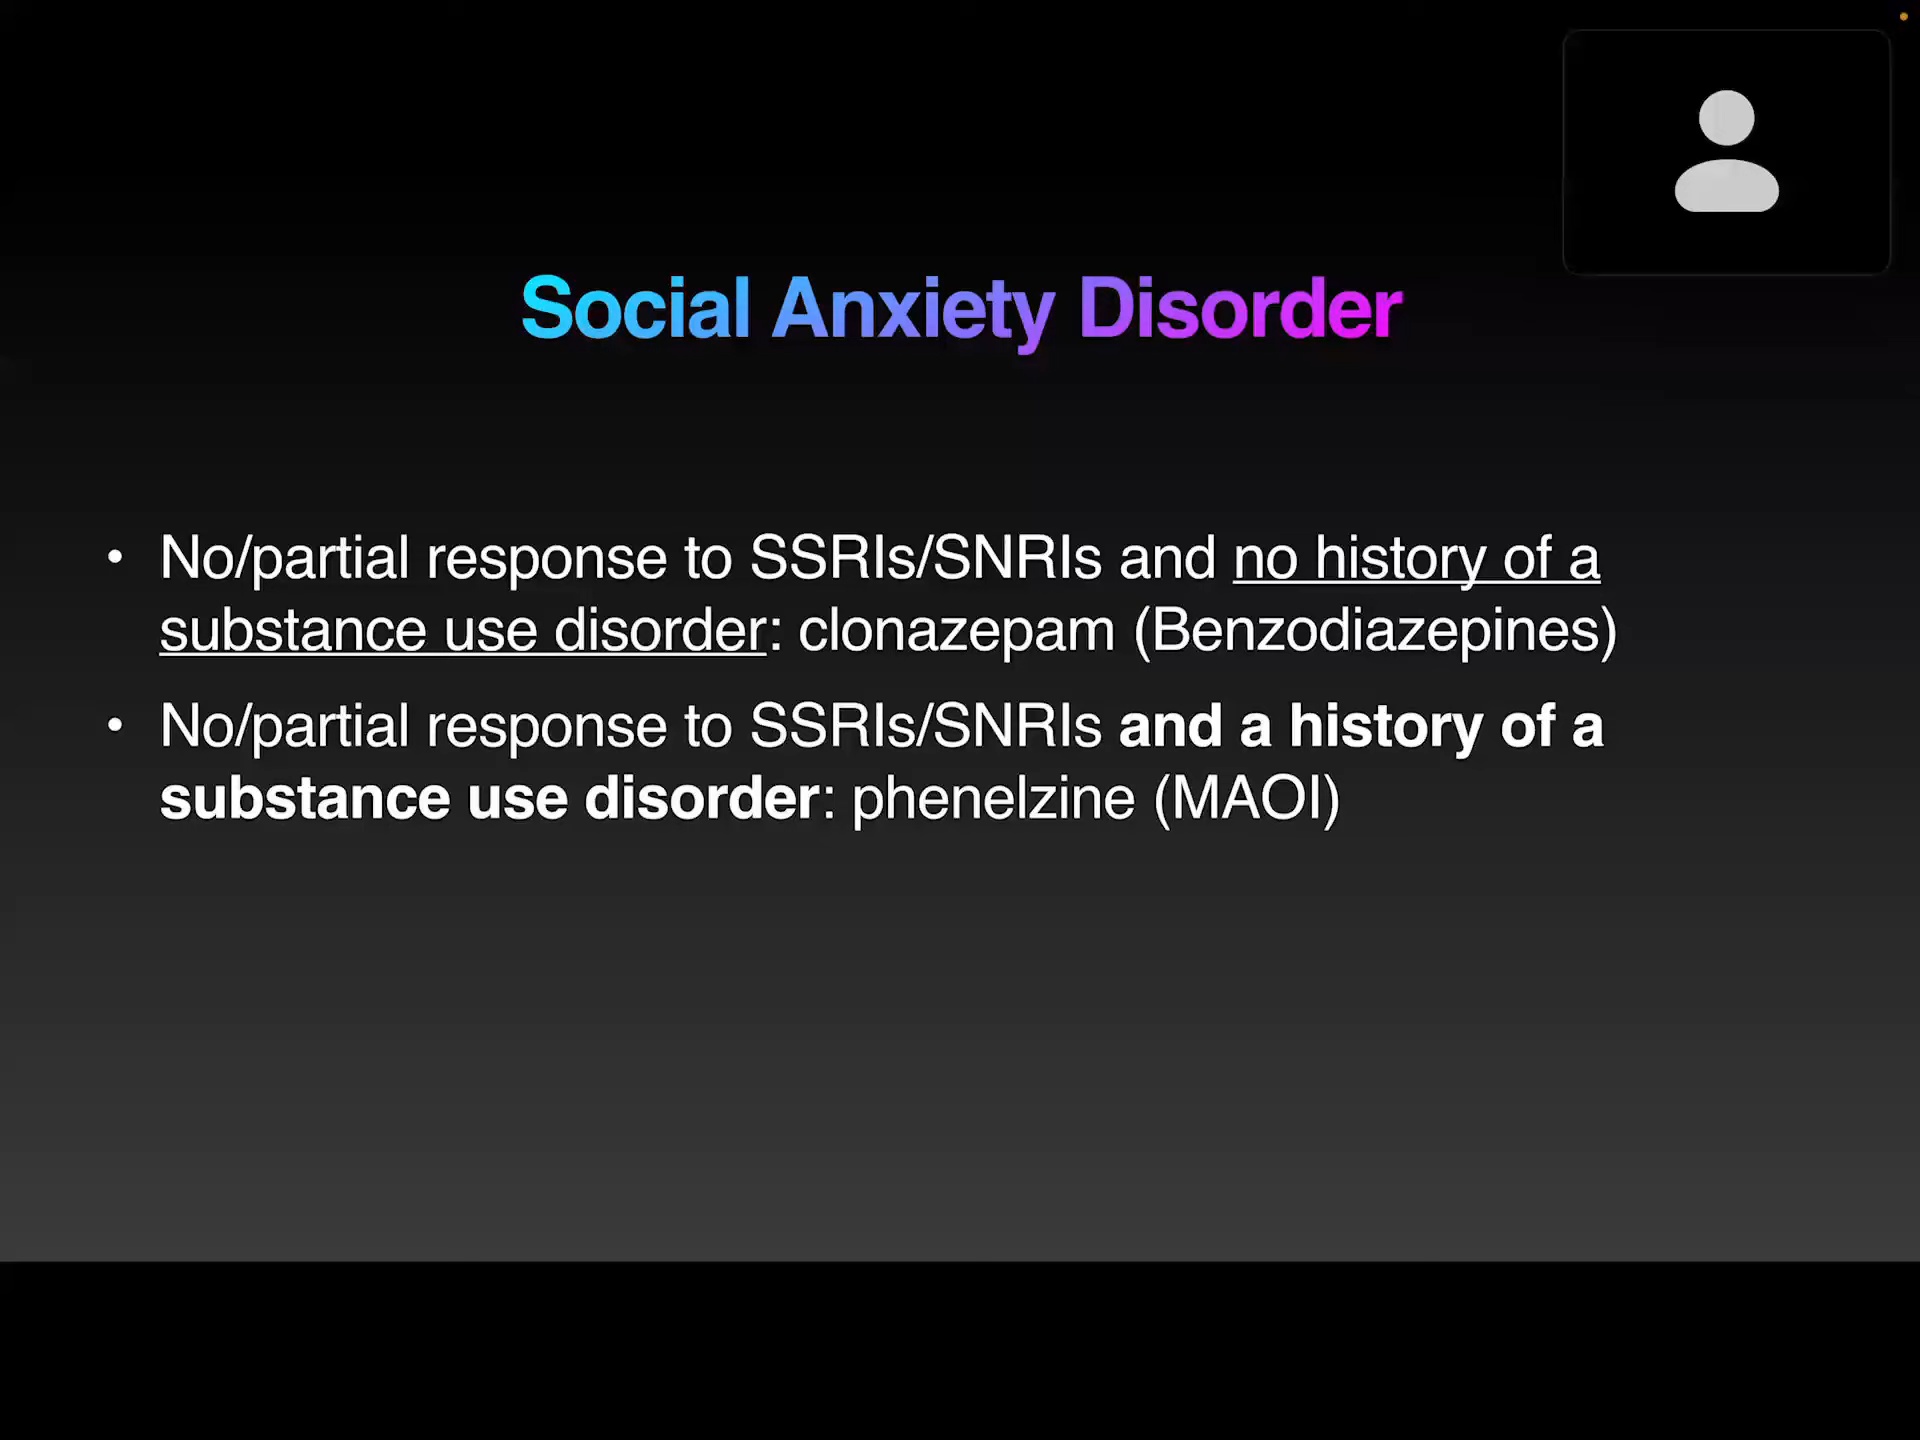 Social Anxiety Disorder
• No/partial response to SSRIs/SNRIs and no history of a
substance use disorder: clonazepam (Benzodiazepines)
• No/partial response to SSRIs/SNRIs and a history of a
substance use disorder: phenelzine (MAOI)